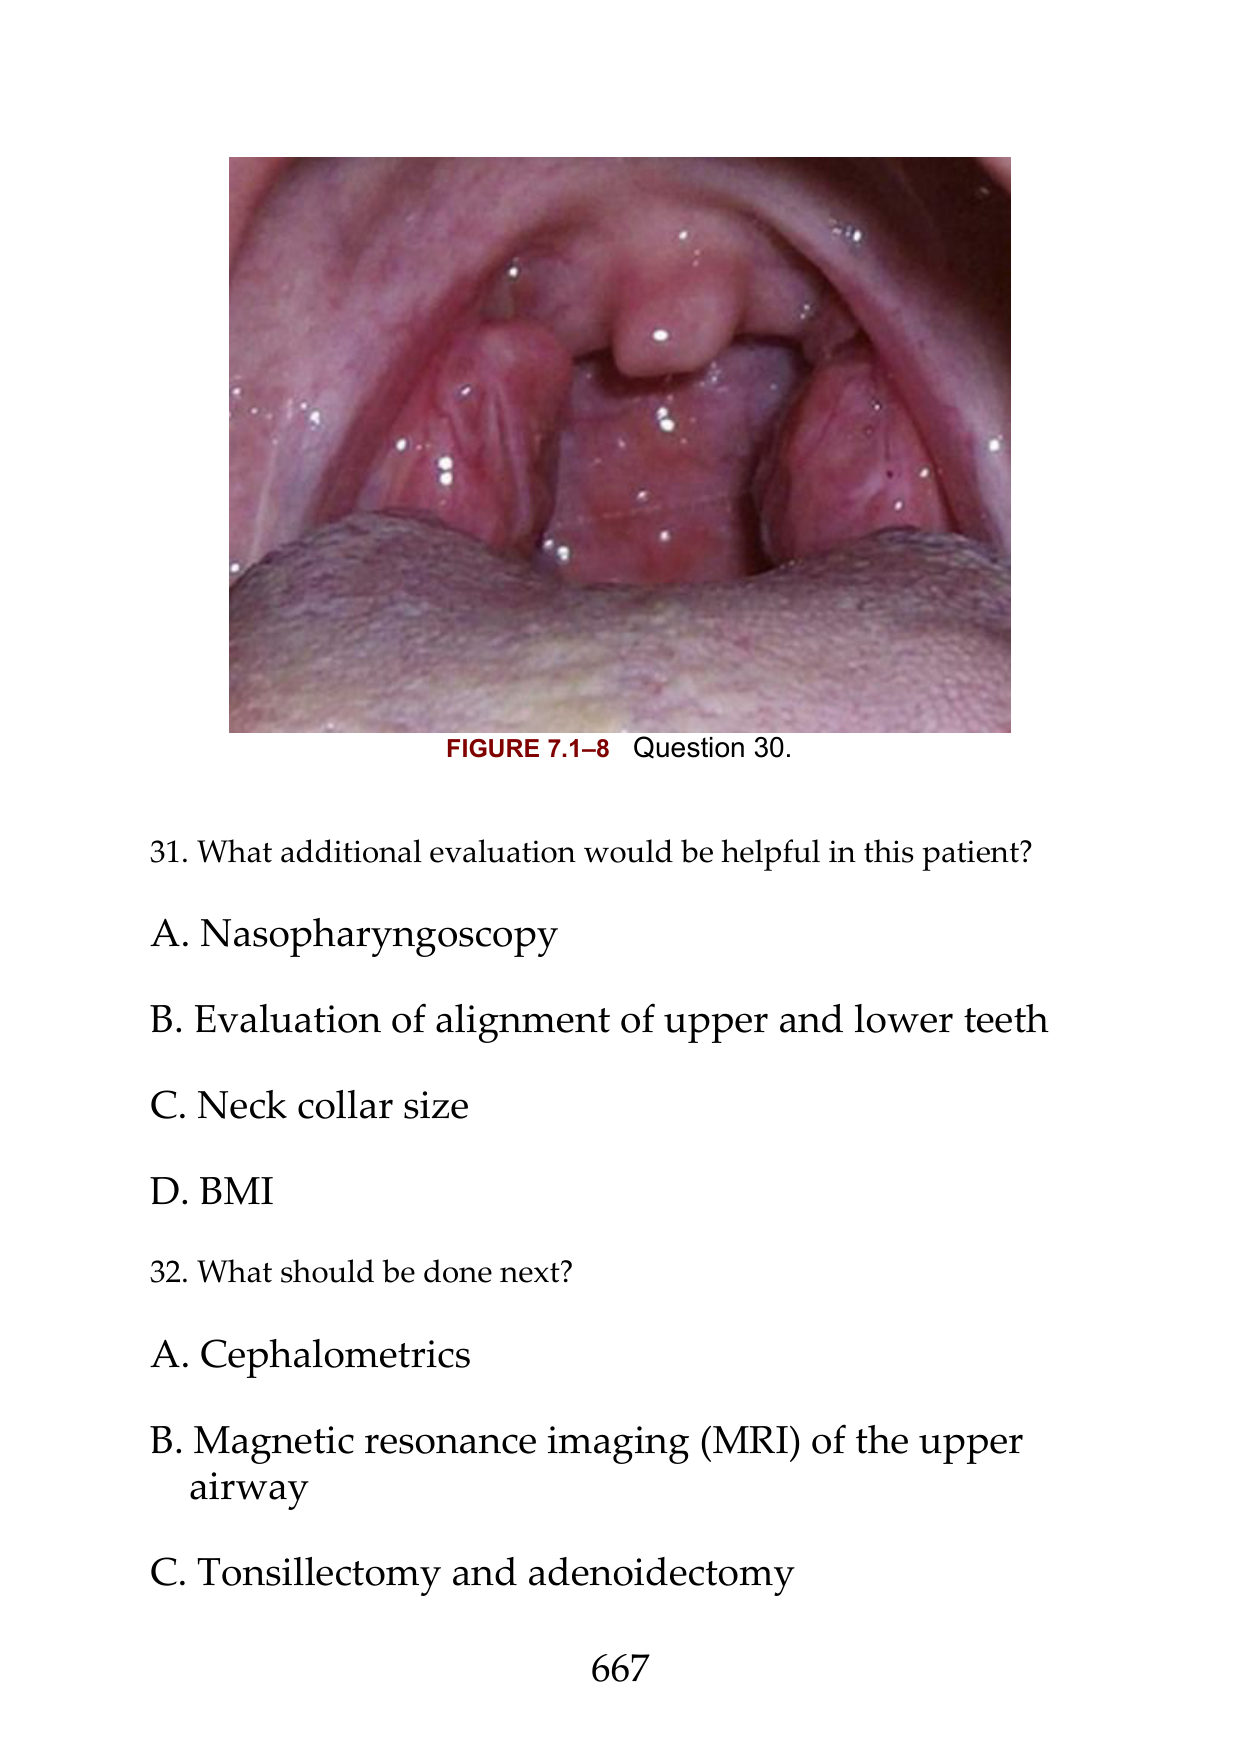 FIGURE 7.1–8 Question 30.
31. What additional evaluation would be helpful in this patient?
A. Nasopharyngoscopy
B. Evaluation of alignment of upper and lower teeth
C. Neck collar size
D. BMI
32. What should be done next?
A. Cephalometrics
B. Magnetic resonance imaging (MRI) of the upper
airway
C. Tonsillectomy and adenoidectomy
667